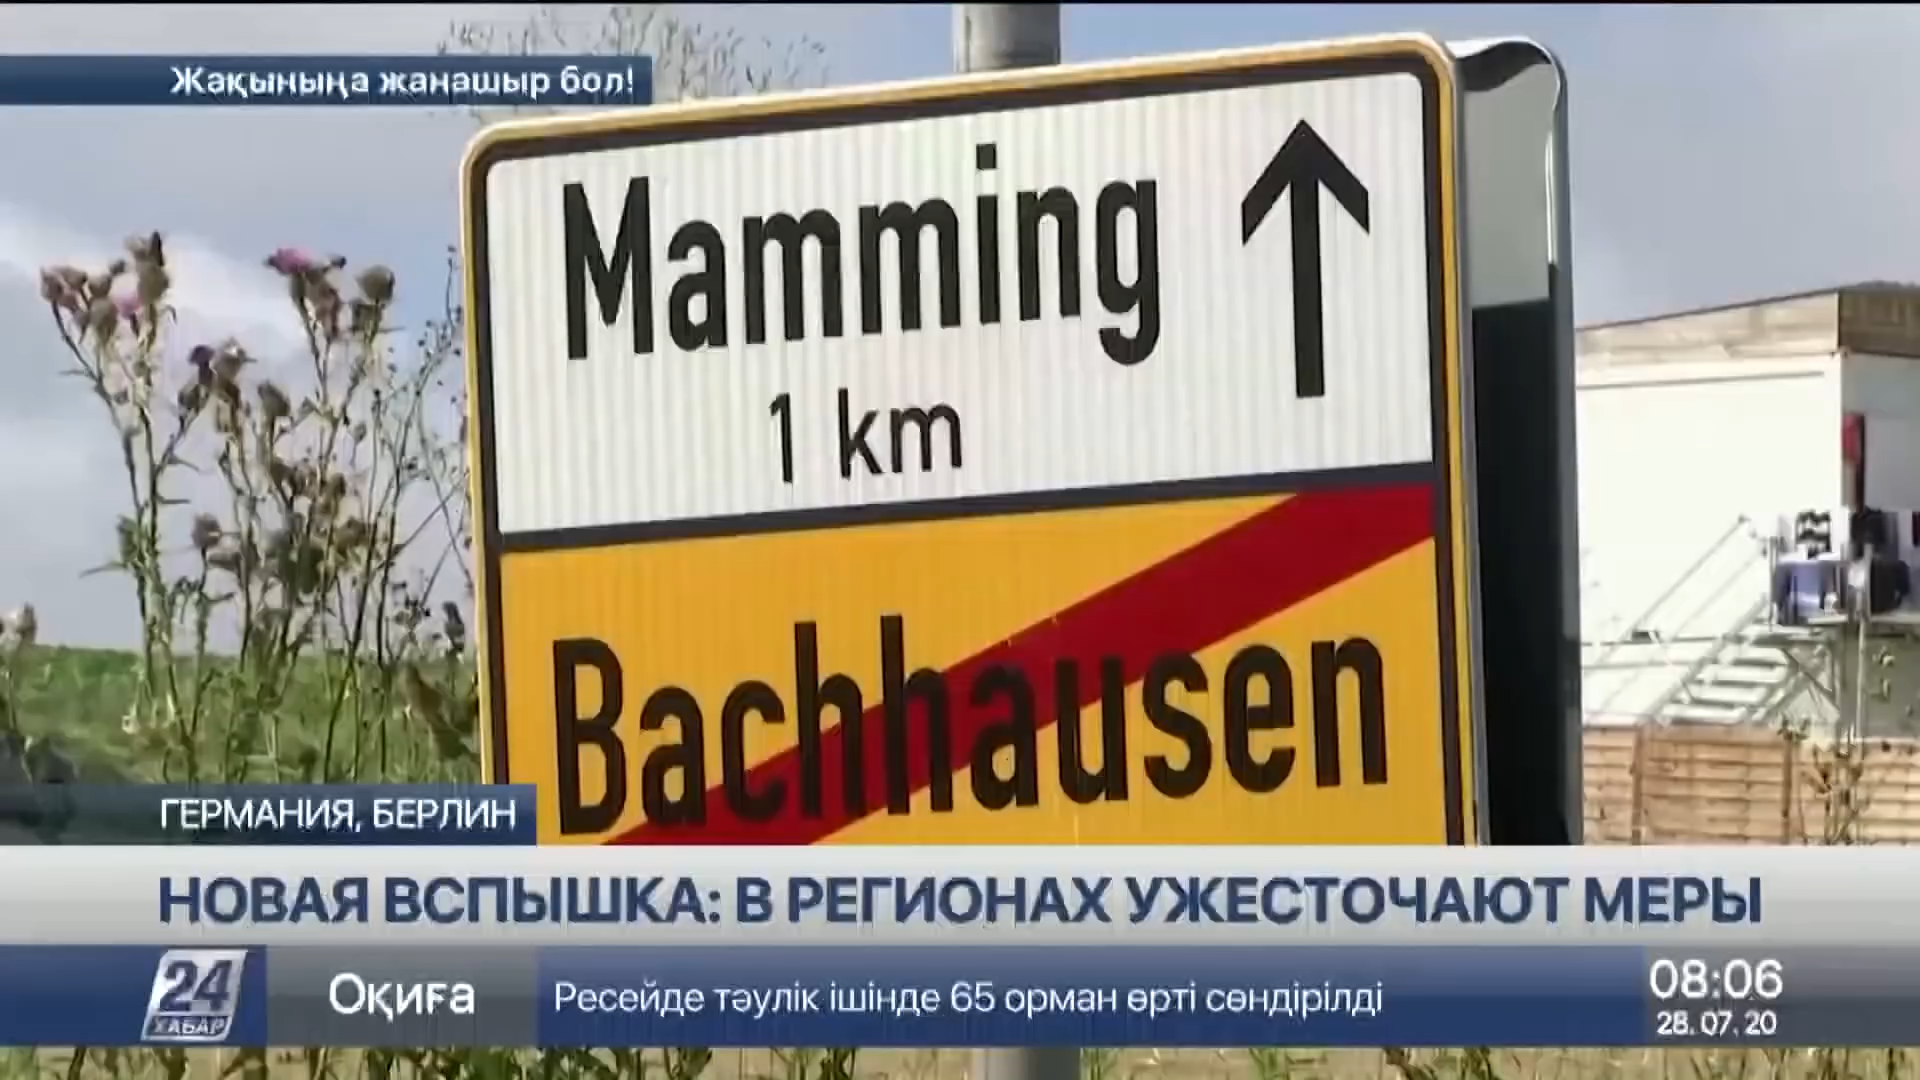 Жақыныңа жанашыр бол!
Mamming
1 km
Bachhausen
ГЕРМАНИЯ, БЕРЛИН
НОВАЯ ВСПЫШКА: В РЕГИОНАХ УЖЕСТОЧАЮТ МЕРЫ
24
ХАБАР
Оқиға
Ресейде тәулік ішінде 65 орман өрті сөндірілді
08:06
28.07.20